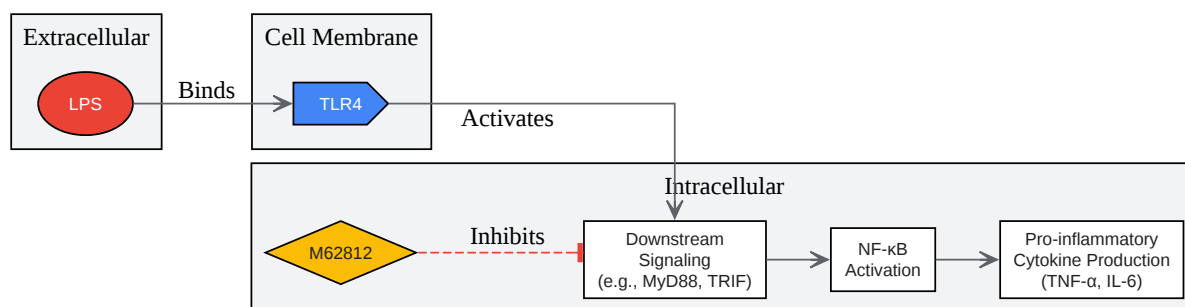 Extracellular
Cell Membrane
LPS
Binds
TLR4
Activates
Intracellular
M62812
Inhibits
Downstream
Signaling
(e.g., MyD88, TRIF)
NF-κB
Activation
Pro-inflammatory
Cytokine Production
(TNF-α, IL-6)